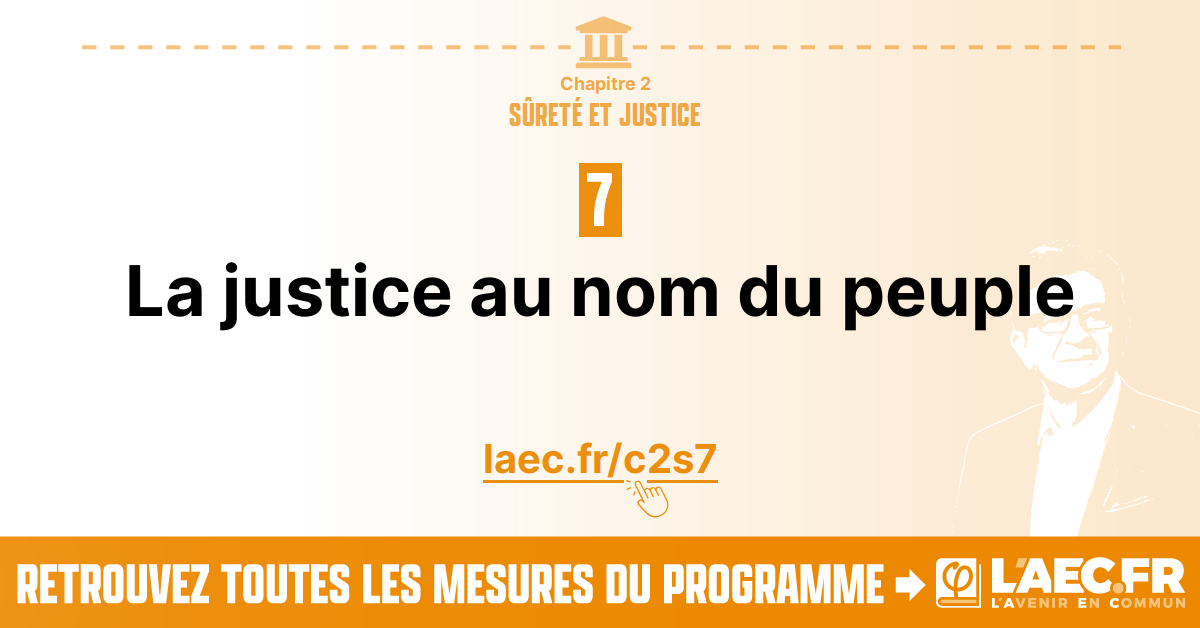 Chapitre 2
SÛRETÉ ET JUSTICE
7
La justice au nom du peuple
laec.fr/c2s7
RETROUVEZ TOUTES LES MESURES DU PROGRAMME
φ L'AEC.FR
L'AVENIR EN COMMUN